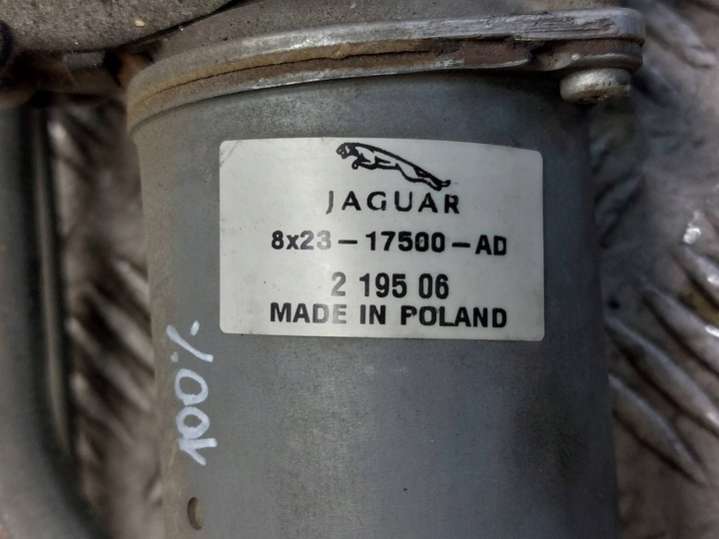 JAGUAR
8x23-17500-AD
2 195 06
MADE IN POLAND
100%